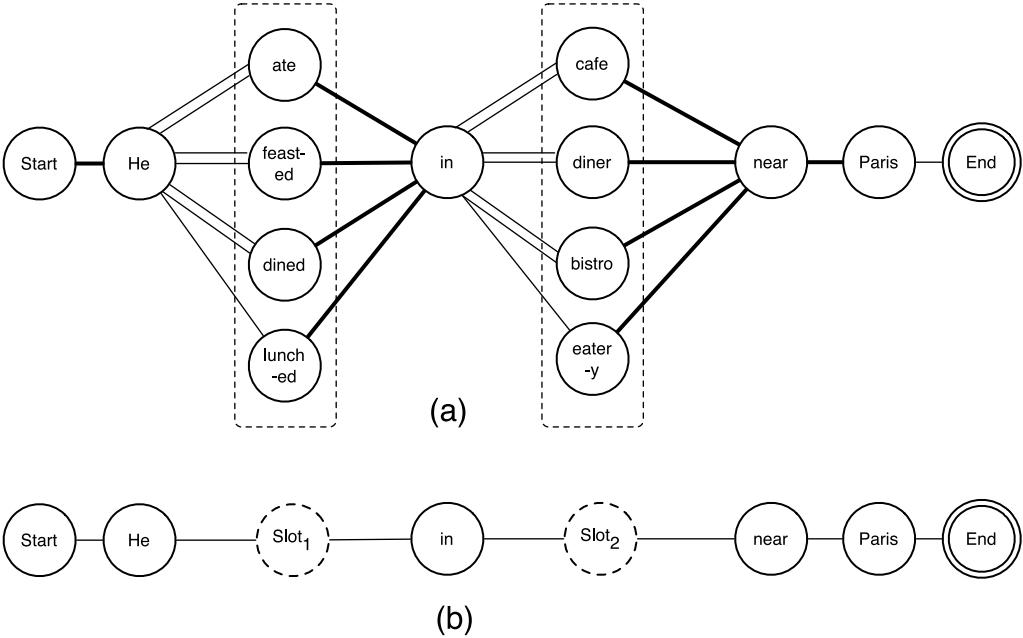 ate
cafe
Start
He
feast-
ed
in
diner
near
Paris
End
dined
bistro
lunch
-ed
eater
-y
(a)
Start
He
Slot1
in
Slot2
near
Paris
End
(b)